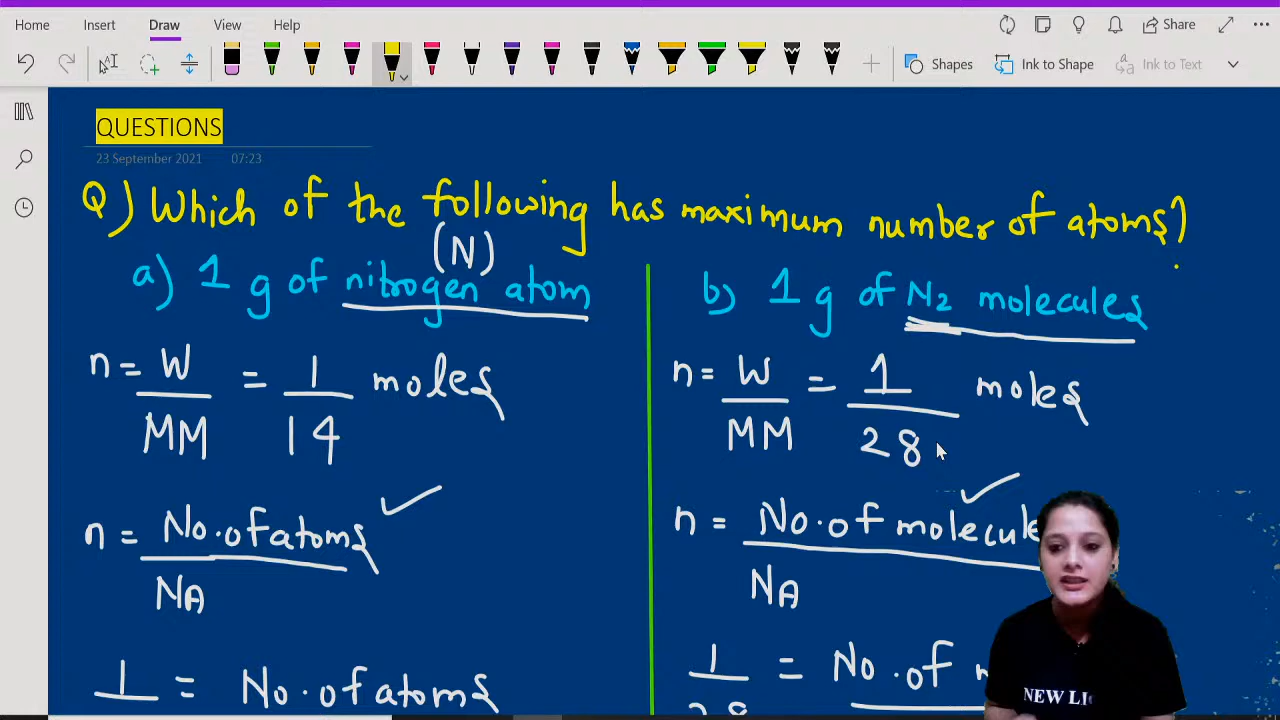 Home Insert Draw View Help
Share
Shapes Ink to Shape Ink to Text
QUESTIONS
23 September 2021 07:23
Q) Which of the following has maximum number of atoms?
(N)
a) 1 g of nitrogen atom
n = W/MM = 1/14 moles
n = No. of atoms/NA
1 = No. of atoms
b) 1 g of N2 molecules
n = W/MM = 1/28 moles
n = No. of /NA
1/28 = No. of
NEW